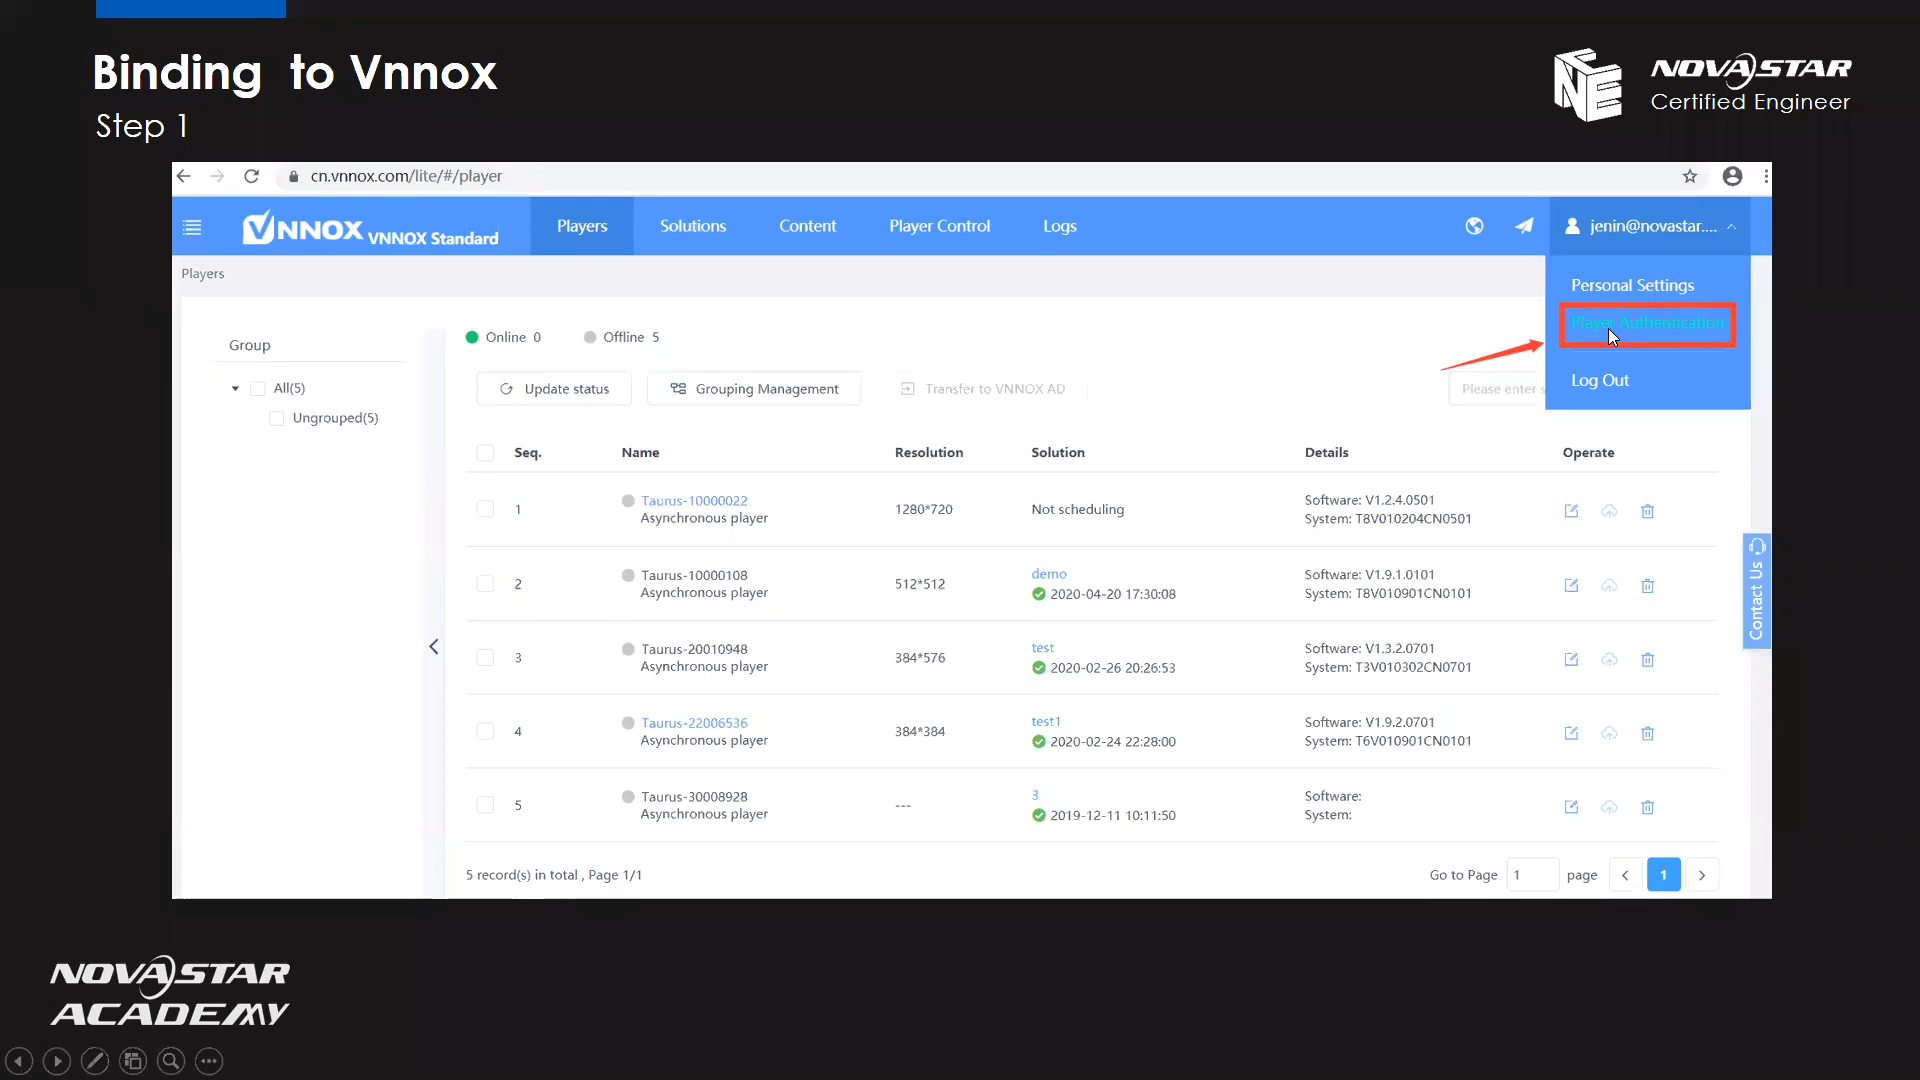 Binding to Vnnox
Step 1
NE
NOVASTAR
Certified Engineer
cn.vnnox.com/lite/#/player
VNNOX VNNOX Standard
Players
Solutions
Content
Player Control
Logs
jenin@novastar....
Players
Personal Settings
Player Authentication
Log Out
Group
All(5)
Ungrouped(5)
Online 0
Offline 5
Update status
Grouping Management
Transfer to VNNOX AD
Please enter s
Seq.
Name
Resolution
Solution
Details
Operate
1
Taurus-10000022
Asynchronous player
1280*720
Not scheduling
Software: V1.2.4.0501
System: T8V010204CN0501
2
Taurus-10000108
Asynchronous player
512*512
demo
2020-04-20 17:30:08
Software: V1.9.1.0101
System: T8V010901CN0101
3
Taurus-20010948
Asynchronous player
384*576
test
2020-02-26 20:26:53
Software: V1.3.2.0701
System: T3V010302CN0701
4
Taurus-22006536
Asynchronous player
384*384
test1
2020-02-24 22:28:00
Software: V1.9.2.0701
System: T6V010901CN0101
5
Taurus-30008928
Asynchronous player
---
3
2019-12-11 10:11:50
Software:
System:
Contact Us
5 record(s) in total , Page 1/1
Go to Page 1 page
1
NOVASTAR
ACADEMY